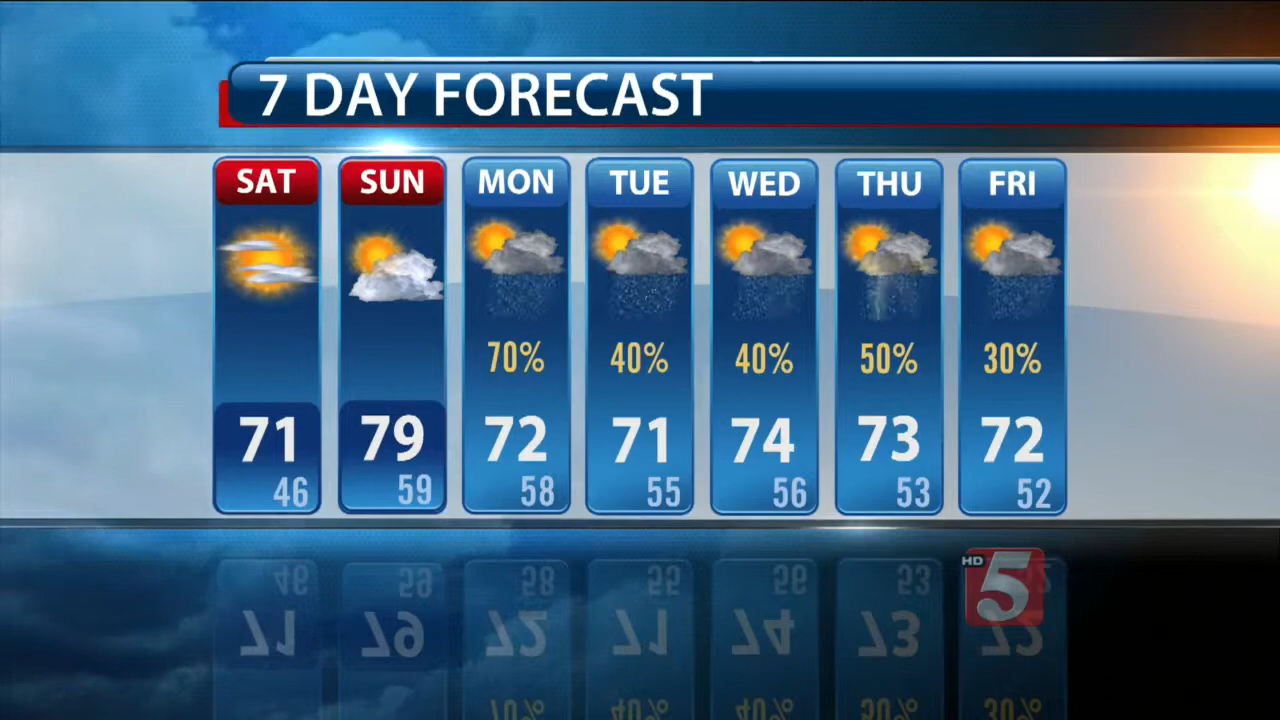 7 DAY FORECAST
SAT SUN MON TUE WED THU FRI
70% 40% 40% 50% 30%
71 79 72 71 74 73 72
46 59 58 55 56 53 52
HD 5